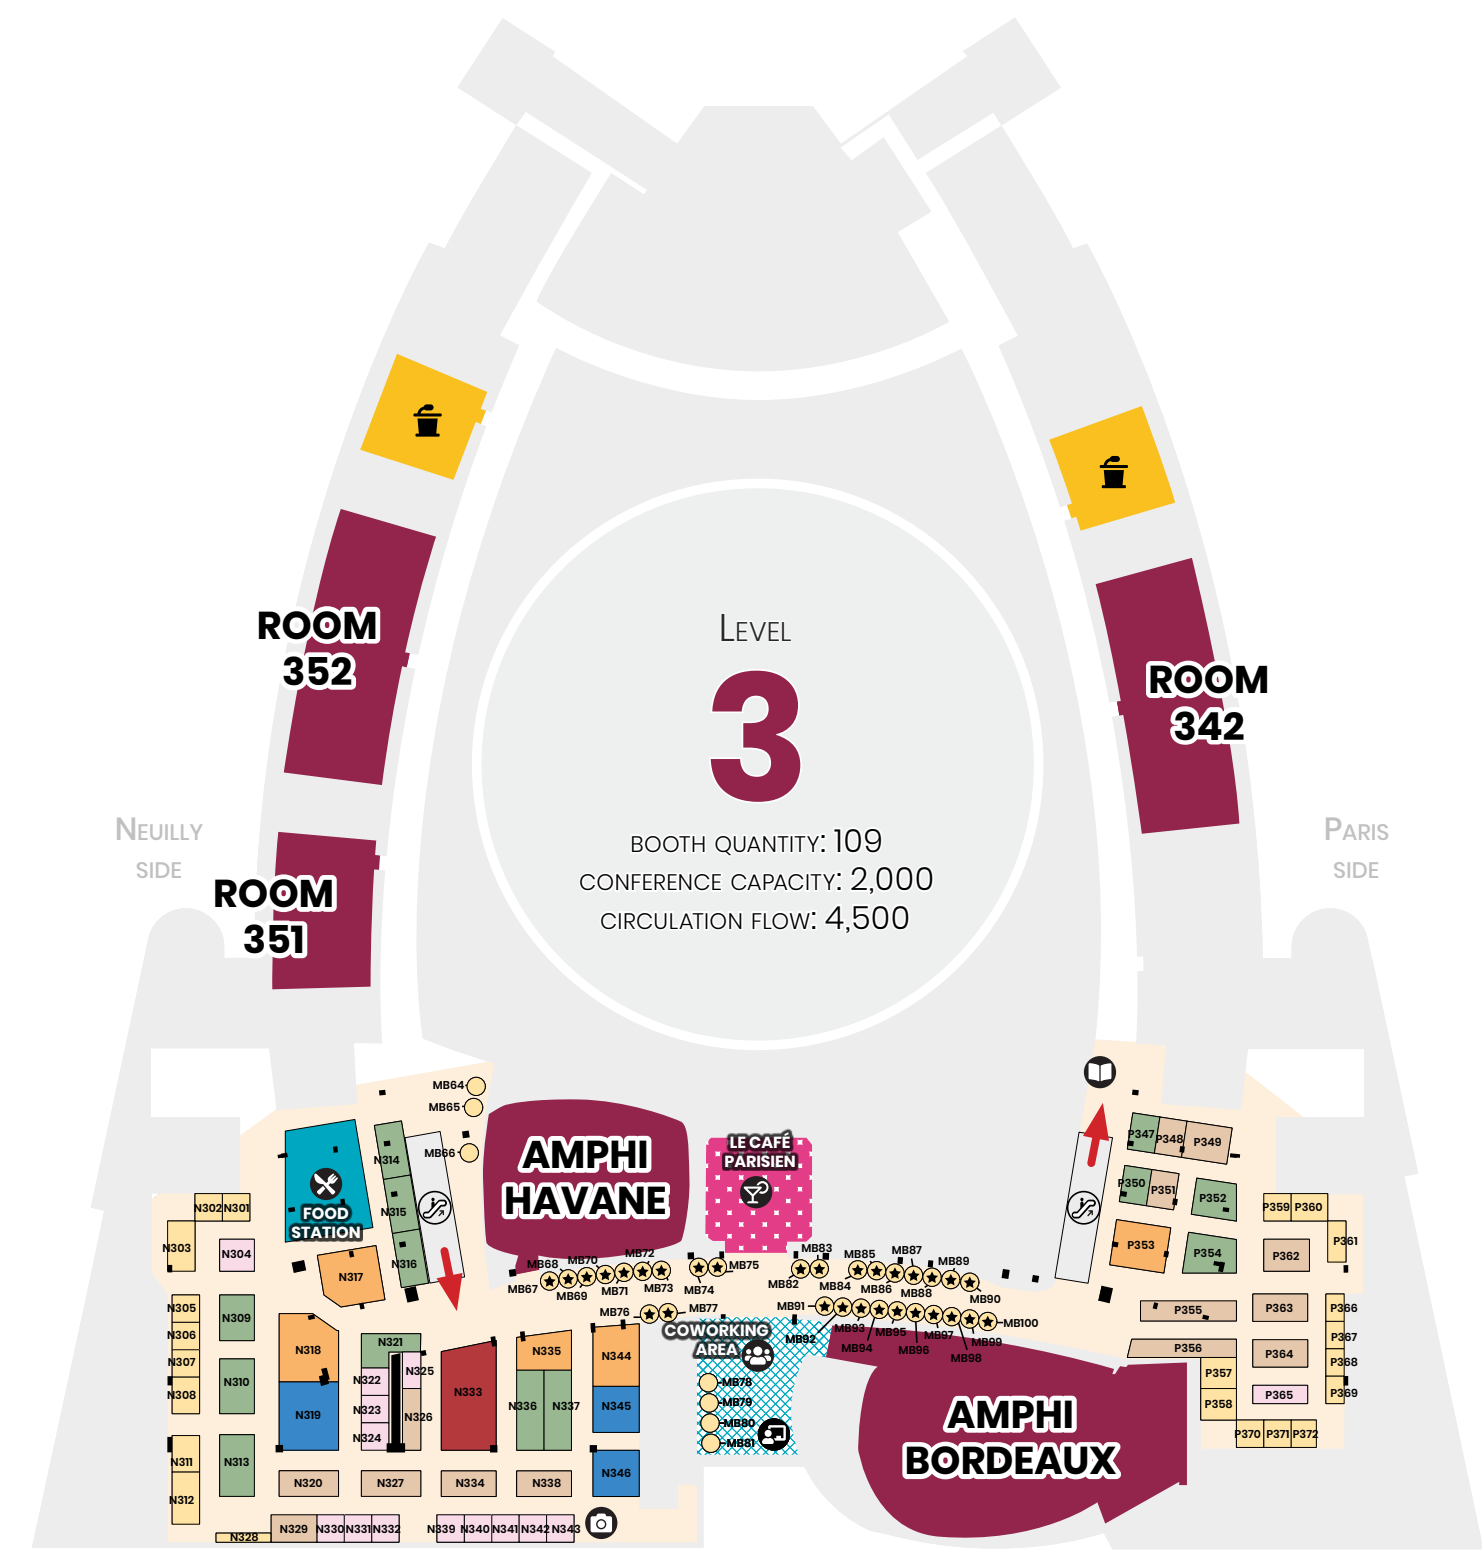 ROOM
352
ROOM
342
ROOM
351
LEVEL
3
BOOTH QUANTITY: 109
CONFERENCE CAPACITY: 2,000
CIRCULATION FLOW: 4,500
NEUILLY
SIDE
PARIS
SIDE
MB64
MB65
MB66
AMPHI
HAVANE
LE CAFÉ
PARISIEN
FOOD
STATION
N314
N315
N316
N317
N302 N301
N303
N304
N305
N306
N307
N308
N309
N310
N311
N312
N313
N318
N319
N320
N321
N322
N323
N324
N325
N326
N327
N328
N329
N330 N331 N332
N333
N334
N335
N336
N337
N338
N339 N340 N341 N342 N343
N344
N345
N346
MB67
MB68
MB69
MB70
MB71
MB72
MB73
MB74
MB75
MB76
MB77
COWORKING
AREA
MB78
MB79
MB80
MB81
MB82
MB83
MB84
MB85
MB86
MB87
MB88
MB89
MB90
MB91
MB92
MB93
MB94
MB95
MB96
MB97
MB98
MB99
MB100
AMPHI
BORDEAUX
P347 P348 P349
P350 P351
P352
P353
P354
P355
P356
P357
P358
P359 P360
P361
P362
P363
P364
P365
P366
P367
P368
P369
P370 P371 P372